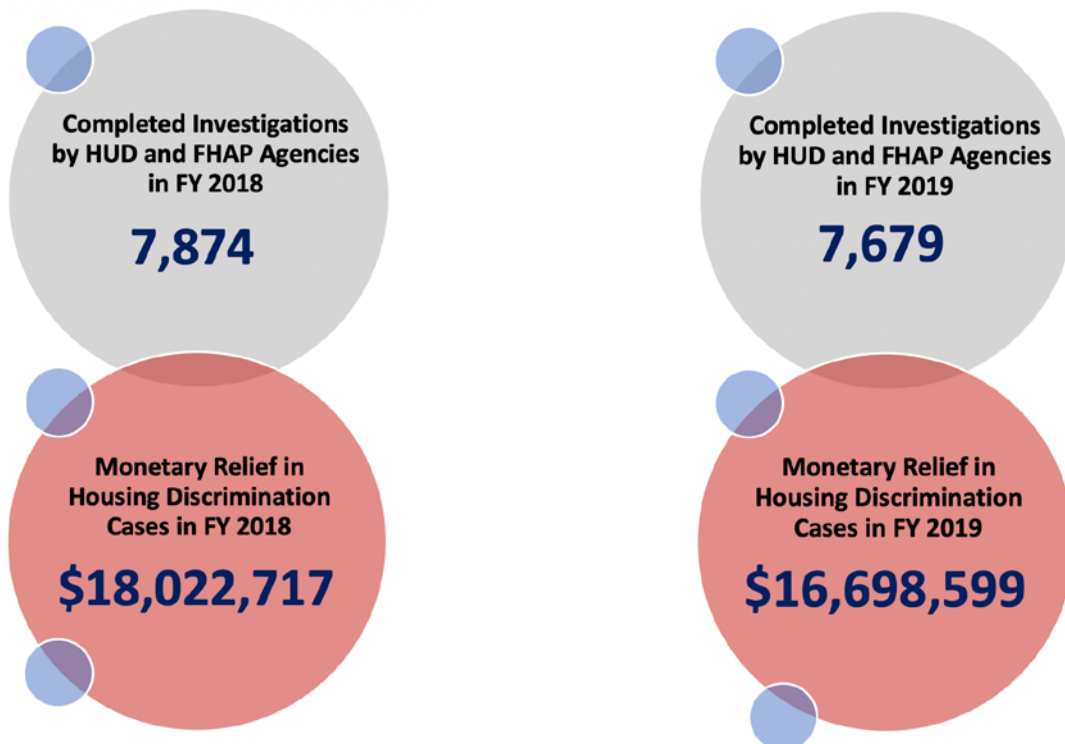 Completed Investigations
by HUD and FHAP Agencies
in FY 2018
7,874
Monetary Relief in
Housing Discrimination
Cases in FY 2018
$18,022,717
Completed Investigations
by HUD and FHAP Agencies
in FY 2019
7,679
Monetary Relief in
Housing Discrimination
Cases in FY 2019
$16,698,599